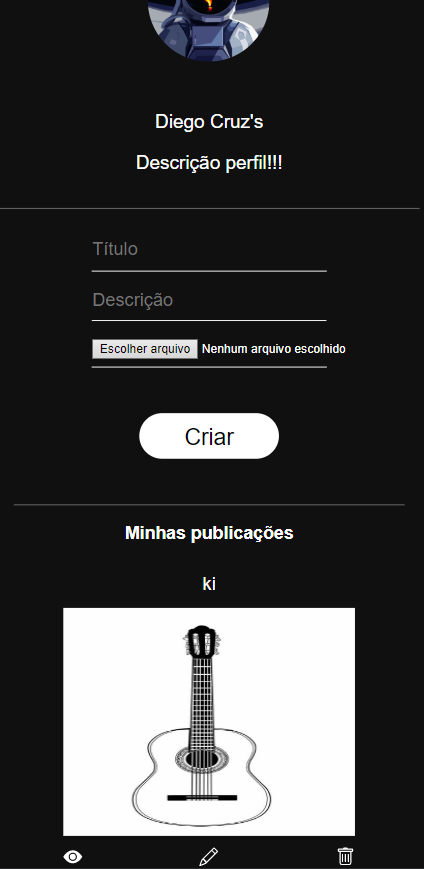 Diego Cruz's
Descrição perfil!!!
Título
Descrição
Escolher arquivo Nenhum arquivo escolhido
Criar
Minhas publicações
ki